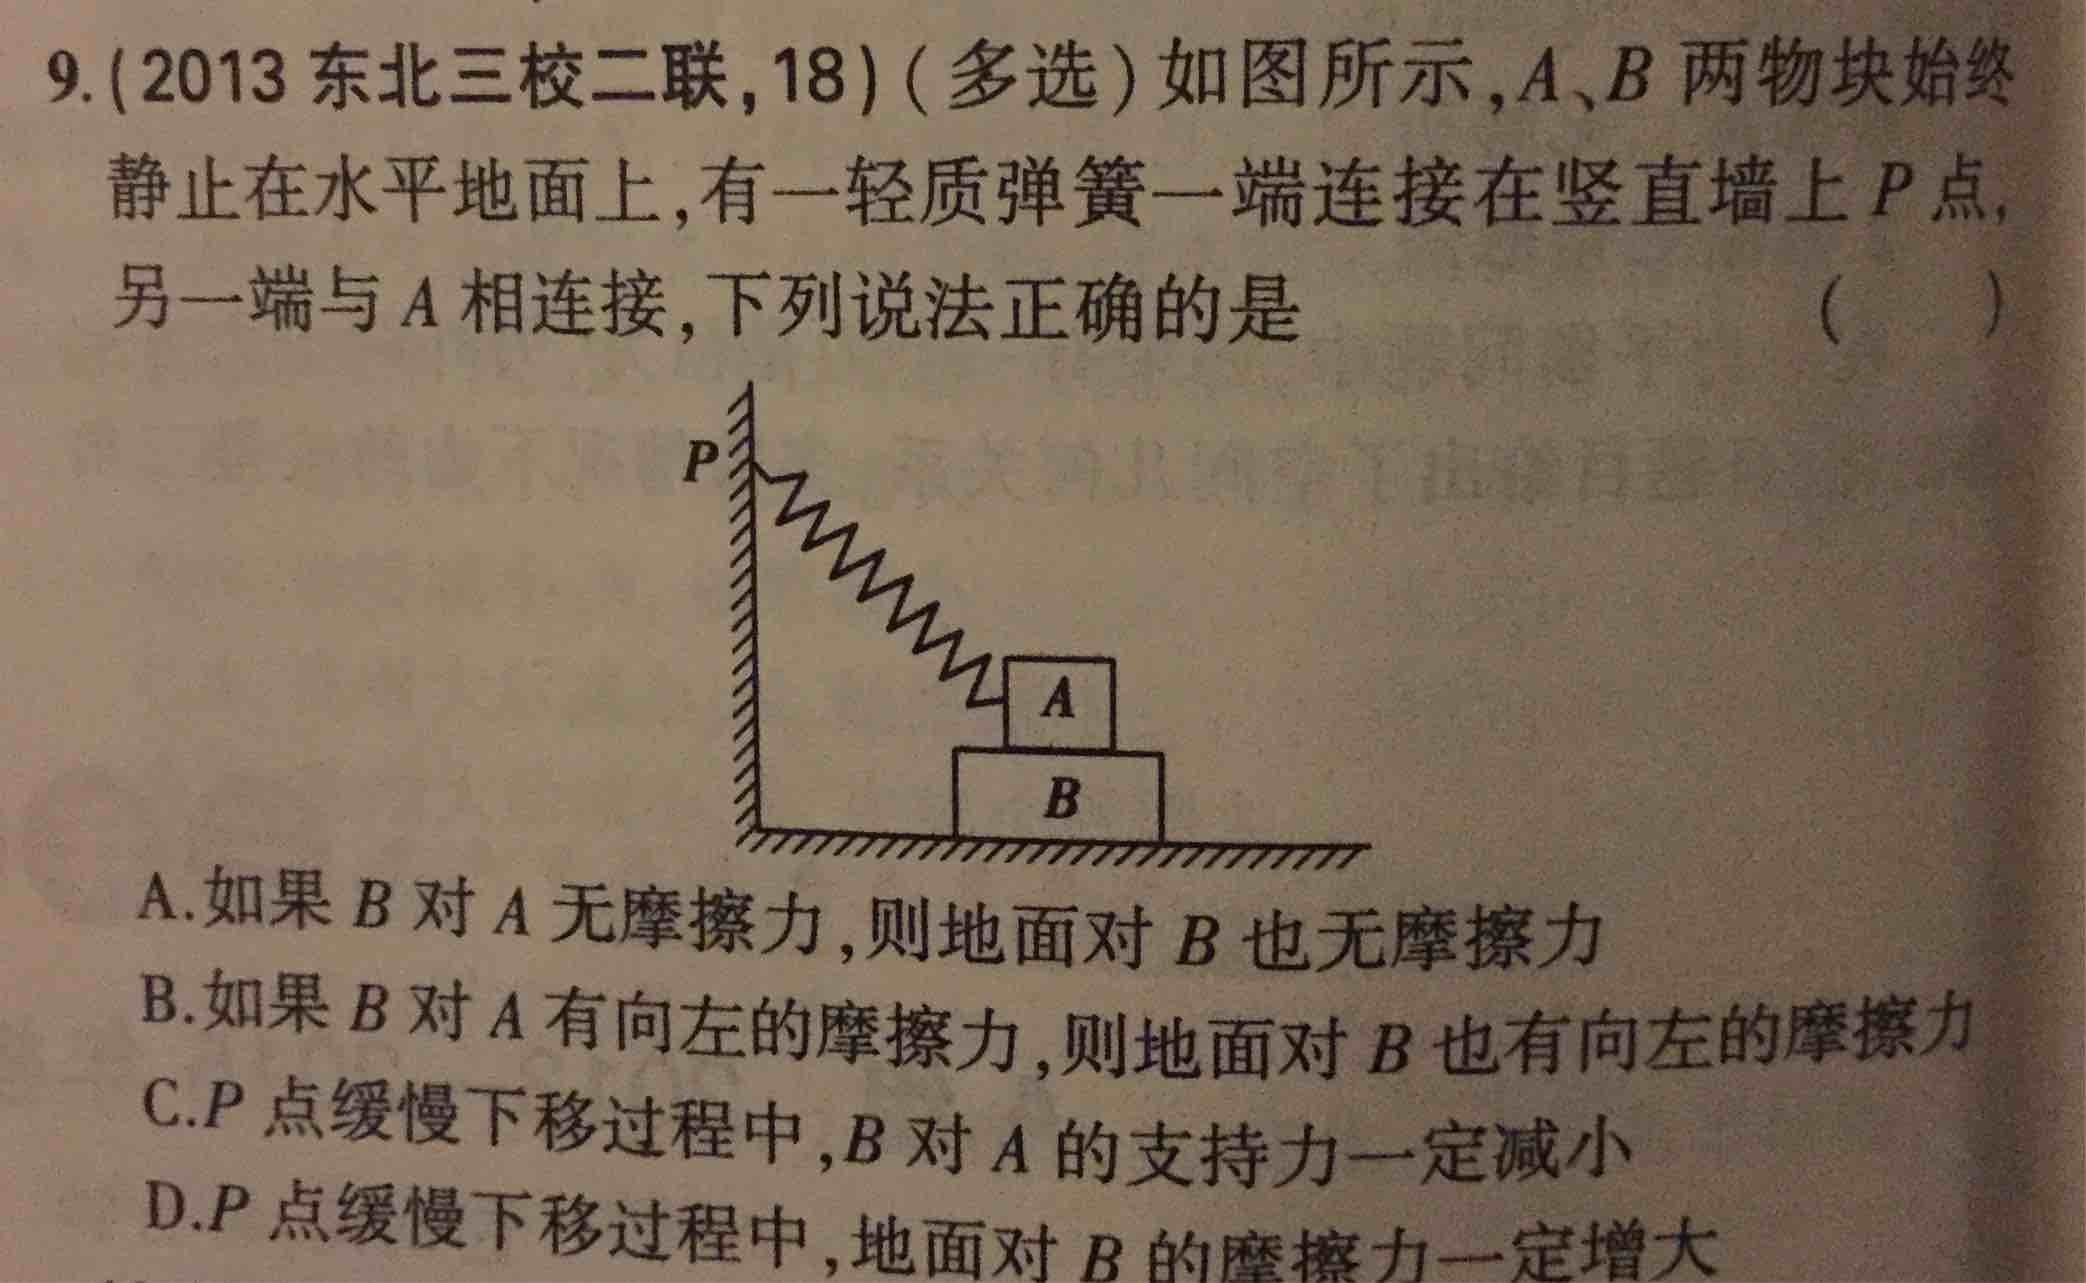 9.(2013 东北三校二联,18)(多选)如图所示,A、B 两物块始终
静止在水平地面上,有一轻质弹簧一端连接在竖直墙上 P 点,
另一端与 A 相连接,下列说法正确的是 ( )
P
A
B
A.如果 B 对 A 无摩擦力,则地面对 B 也无摩擦力
B.如果 B 对 A 有向左的摩擦力,则地面对 B 也有向左的摩擦力
C.P 点缓慢下移过程中,B 对 A 的支持力一定减小
D.P 点缓慢下移过程中,地面对 B 的摩擦力一定增大